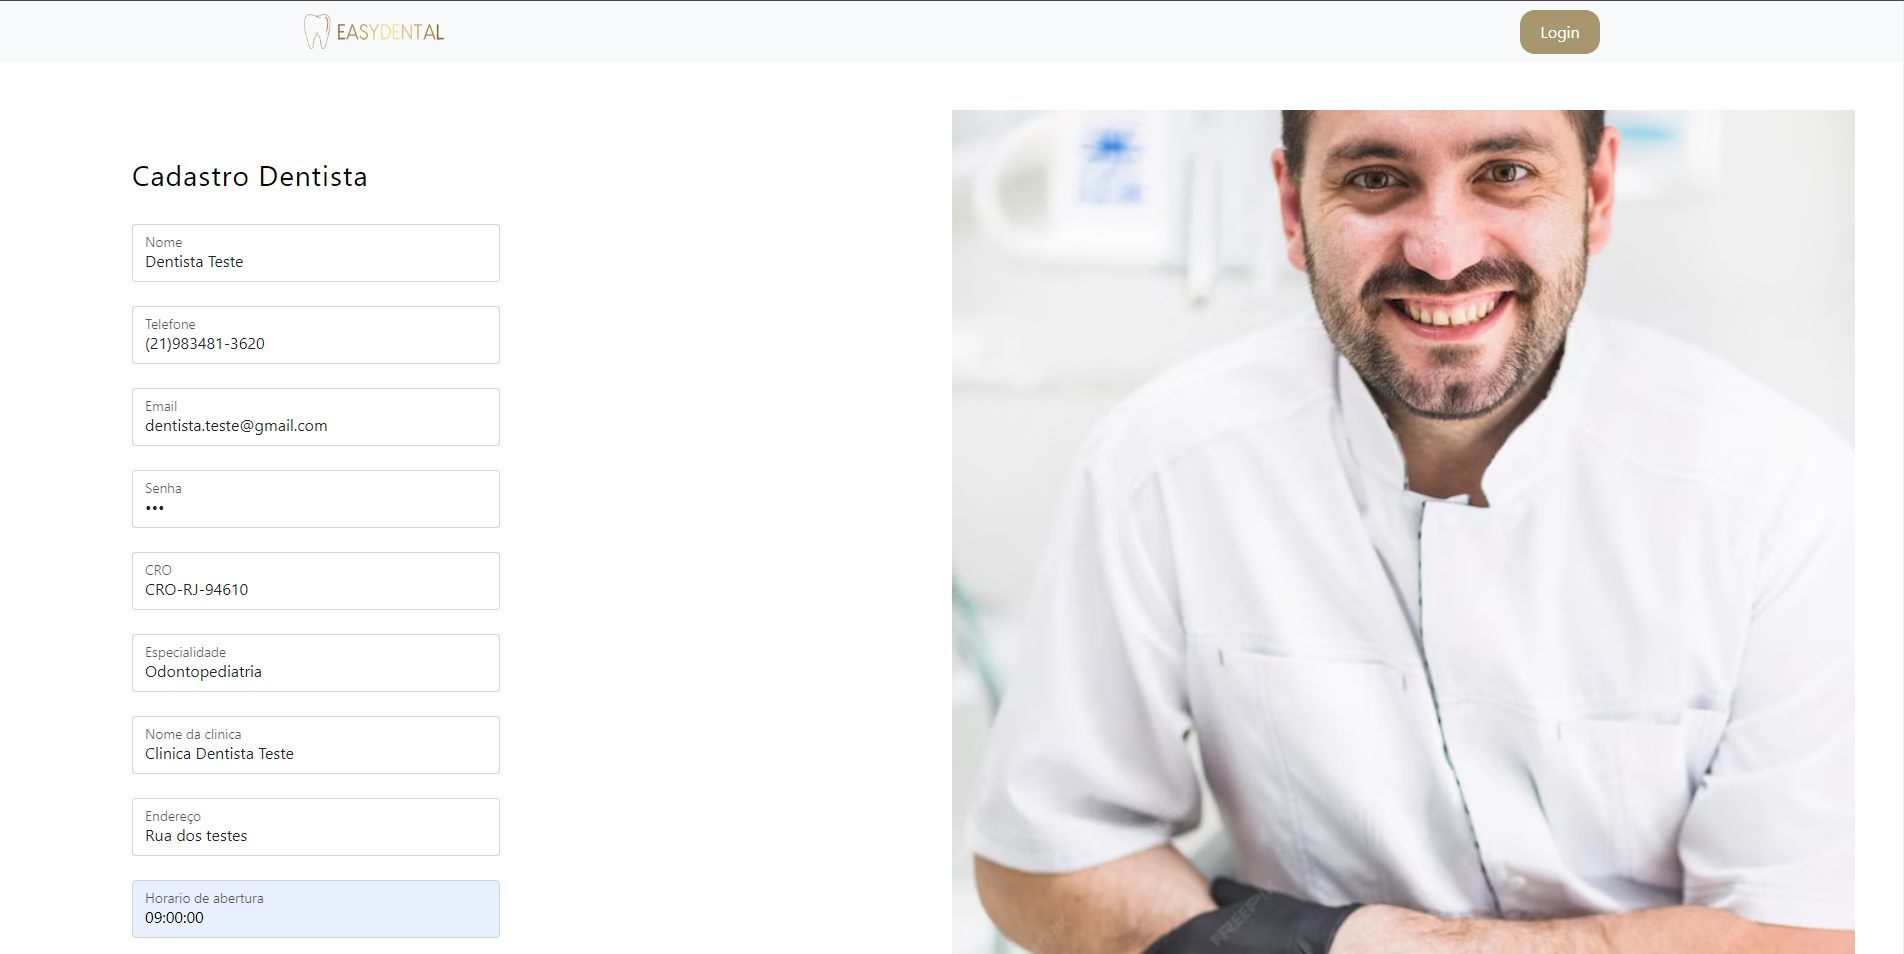 EASYDENTAL
Login
Cadastro Dentista
Nome
Dentista Teste
Telefone
(21)983481-3620
Email
dentista.teste@gmail.com
Senha
•••
CRO
CRO-RJ-94610
Especialidade
Odontopediatria
Nome da clinica
Clinica Dentista Teste
Endereço
Rua dos testes
Horario de abertura
09:00:00